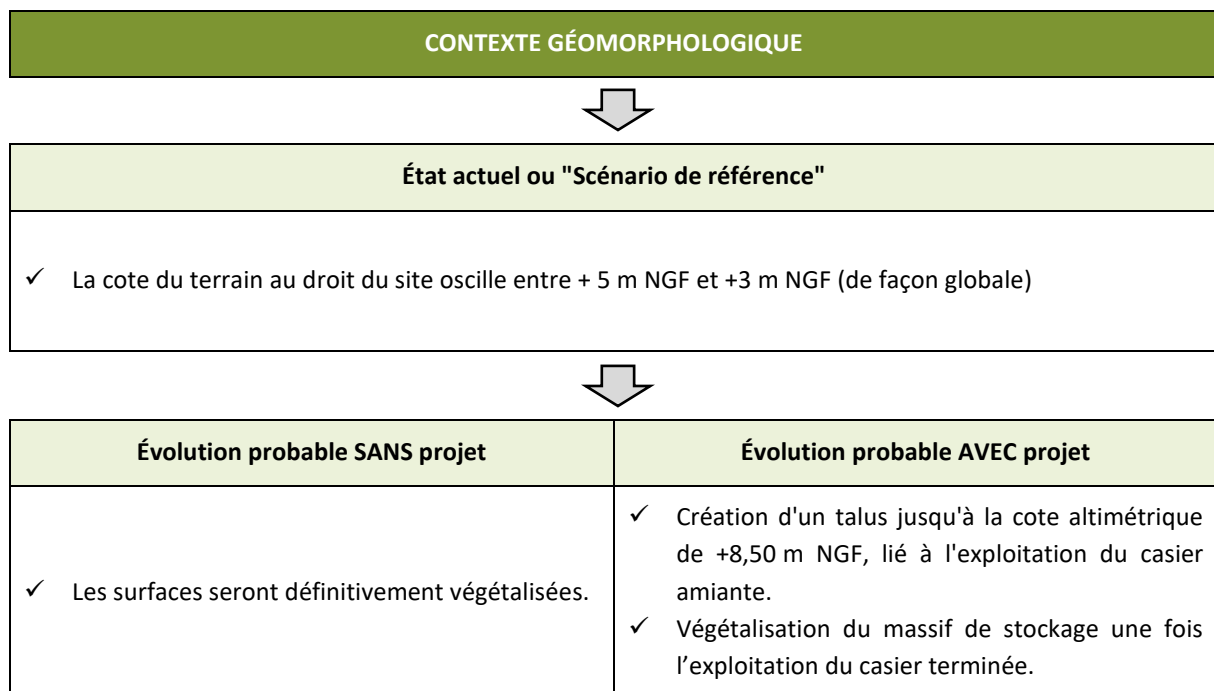 CONTEXTE GÉOMORPHOLOGIQUE
État actuel ou "Scénario de référence"
✓ La cote du terrain au droit du site oscille entre + 5 m NGF et +3 m NGF (de façon globale)
Évolution probable SANS projet
✓ Les surfaces seront définitivement végétalisées.
Évolution probable AVEC projet
✓ Création d'un talus jusqu'à la cote altimétrique
de +8,50 m NGF, lié à l'exploitation du casier
amiante.
✓ Végétalisation du massif de stockage une fois
l’exploitation du casier terminée.